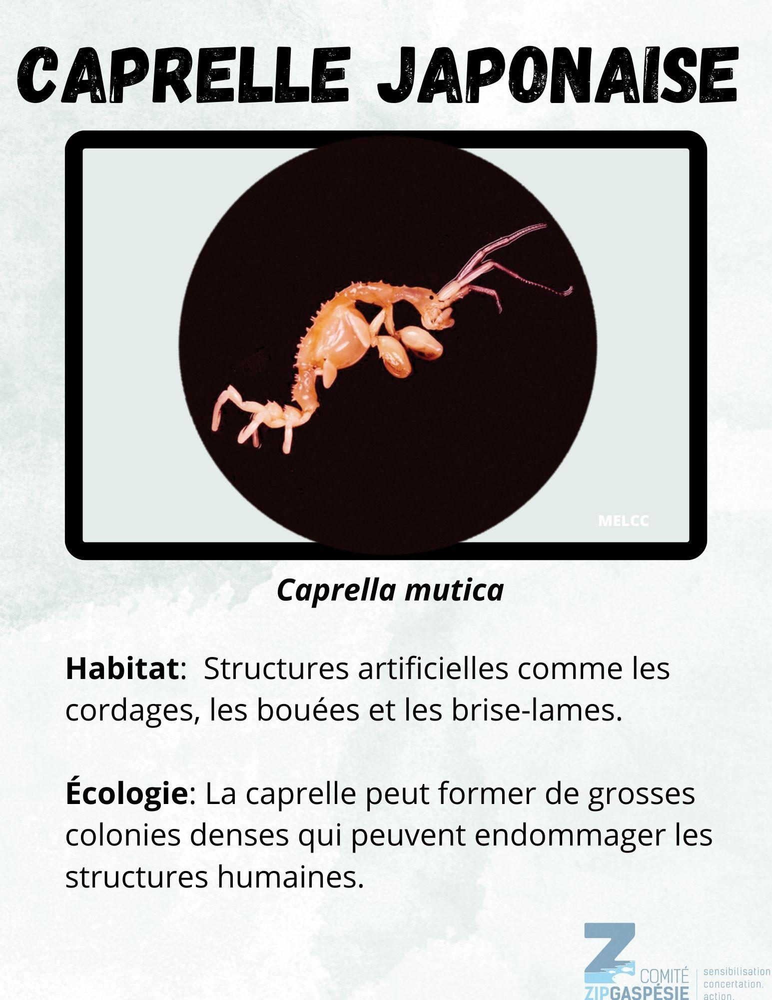 CAPRELLE JAPONAISE
MELCC
Caprella mutica
Habitat: Structures artificielles comme les
cordages, les bouées et les brise-lames.
Écologie: La caprelle peut former de grosses
colonies denses qui peuvent endommager les
structures humaines.
Z
COMITÉ
ZIPGASPÉSIE
sensibilisation
concertation.
action.